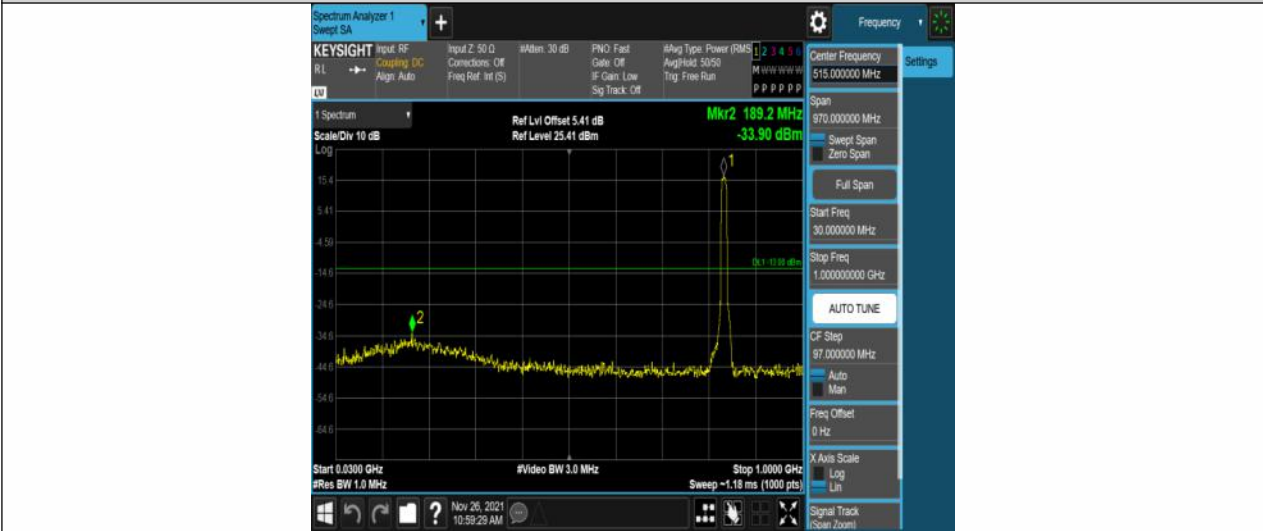 Spectrum Analyzer 1
Swept SA
+
Frequency
KEYSIGHT
RL
LV
Input: RF
Coupling: DC
Align: Auto
Input Z: 50 Ω
Corrections: Off
Freq Ref: Int (S)
#Atten: 30 dB
PNO: Fast
Gate: Off
IF Gain: Low
Sig Track: Off
#Avg Type: Power (RMS
Avg|Hold: 50/50
Trig: Free Run
1 2 3 4 5 6
M W W W W W
P P P P P P
Center Frequency
515.000000 MHz
Settings
Span
970.000000 MHz
Swept Span
Zero Span
Full Span
Start Freq
30.000000 MHz
Stop Freq
1.000000000 GHz
AUTO TUNE
CF Step
97.000000 MHz
Auto
Man
Freq Offset
0 Hz
X Axis Scale
Log
Lin
Signal Track
(Span Zoom)
1 Spectrum
Scale/Div 10 dB
Log
Ref Lvl Offset 5.41 dB
Ref Level 25.41 dBm
Mkr2 189.2 MHz
-33.90 dBm
1
15.4
5.41
-4.59
DL1 -13.00 dBm
-14.6
-24.6
2
-34.6
-44.6
-54.6
-64.6
Start 0.0300 GHz
#Res BW 1.0 MHz
#Video BW 3.0 MHz
Stop 1.0000 GHz
Sweep ~1.18 ms (1000 pts)
?
Nov 26, 2021
10:59:29 AM